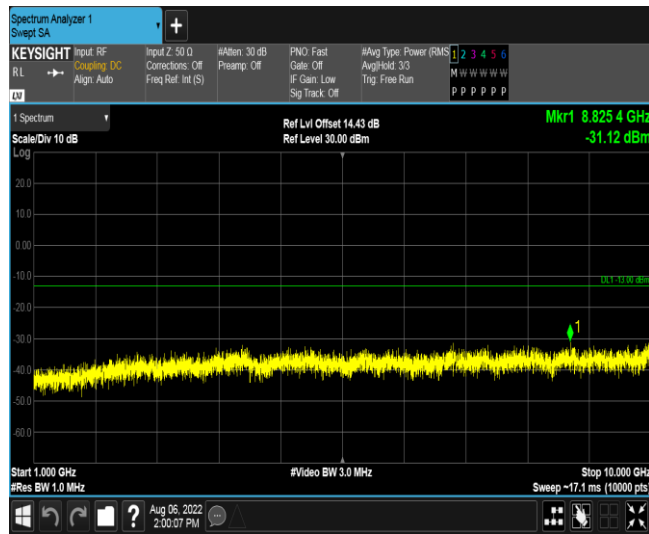 Spectrum Analyzer 1
Swept SA
+
KEYSIGHT
RL
LXI
Input: RF
Coupling: DC
Align: Auto
Input Z: 50 Ω
Corrections: Off
Freq Ref: Int (S)
#Atten: 30 dB
Preamp: Off
PNO: Fast
Gate: Off
IF Gain: Low
Sig Track: Off
#Avg Type: Power (RMS
Avg|Hold: 3/3
Trig: Free Run
1 2 3 4 5 6
M W W W W W
P P P P P P
1 Spectrum
Scale/Div 10 dB
Log
Ref Lvl Offset 14.43 dB
Ref Level 30.00 dBm
Mkr1 8.825 4 GHz
-31.12 dBm
20.0
10.0
0.00
-10.0
DL1 -13.00 dBm
-20.0
-30.0
1
-40.0
-50.0
-60.0
Start 1.000 GHz
#Video BW 3.0 MHz
Stop 10.000 GHz
#Res BW 1.0 MHz
Sweep ~17.1 ms (10000 pts)
?
Aug 06, 2022
2:00:07 PM